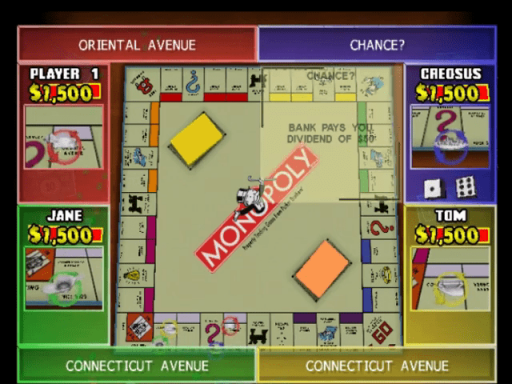 ORIENTAL AVENUE
CHANCE?
PLAYER 1
$1,500
CREOSUS
$1,500
CHANCE?
BANK PAYS YOU
DIVIDEND OF $50
MONOPOLY
JANE
$1,500
TOM
$1,500
GO
CONNECTICUT AVENUE
CONNECTICUT AVENUE